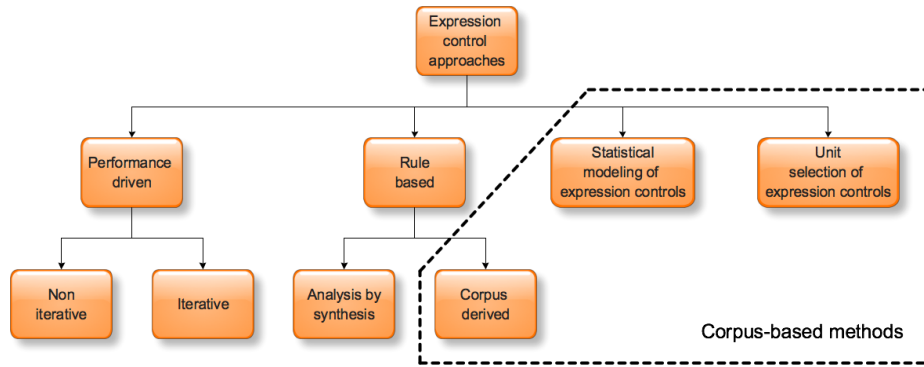 Expression
control
approaches
Performance
driven
Rule
based
Statistical
modeling of
expression controls
Unit
selection of
expression controls
Non
iterative
Iterative
Analysis by
synthesis
Corpus
derived
Corpus-based methods